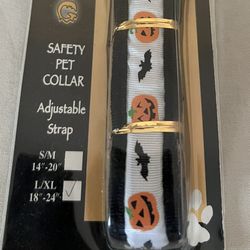 SAFETY
PET
COLLAR
Adjustable
Strap
S/M
14"-20"
L/XL
18"-24"